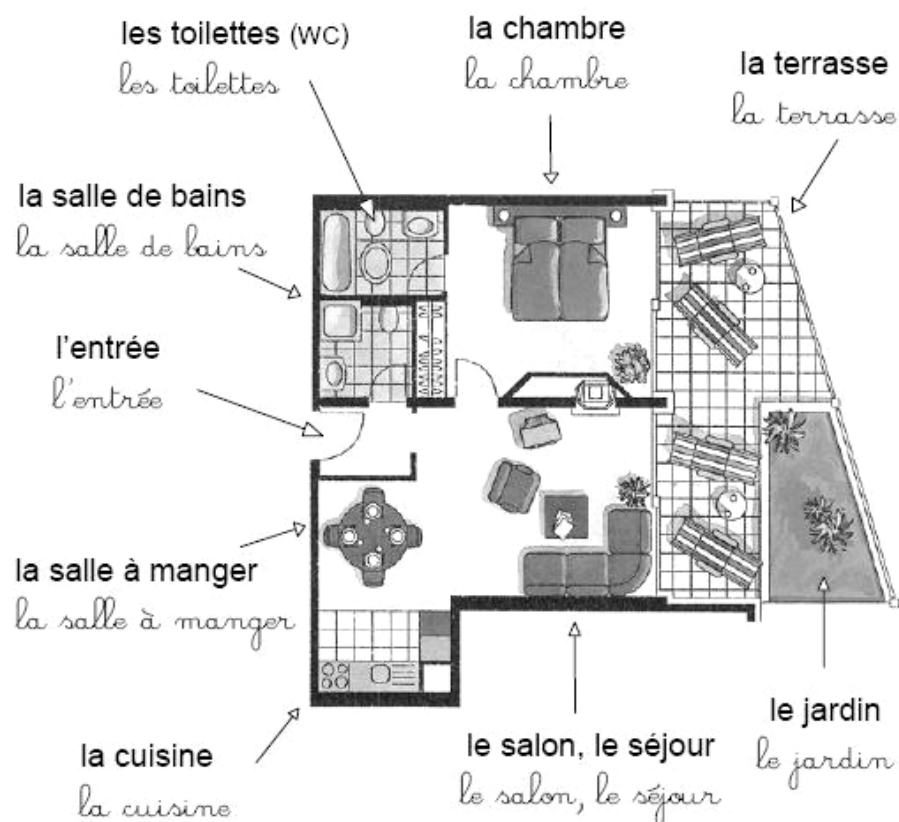 les toilettes (WC)
les toilettes
la chambre
la chambre
la terrasse
la terrasse
la salle de bains
la salle de bains
l'entrée
l'entrée
la salle à manger
la salle à manger
la cuisine
la cuisine
le salon, le séjour
le salon, le séjour
le jardin
le jardin